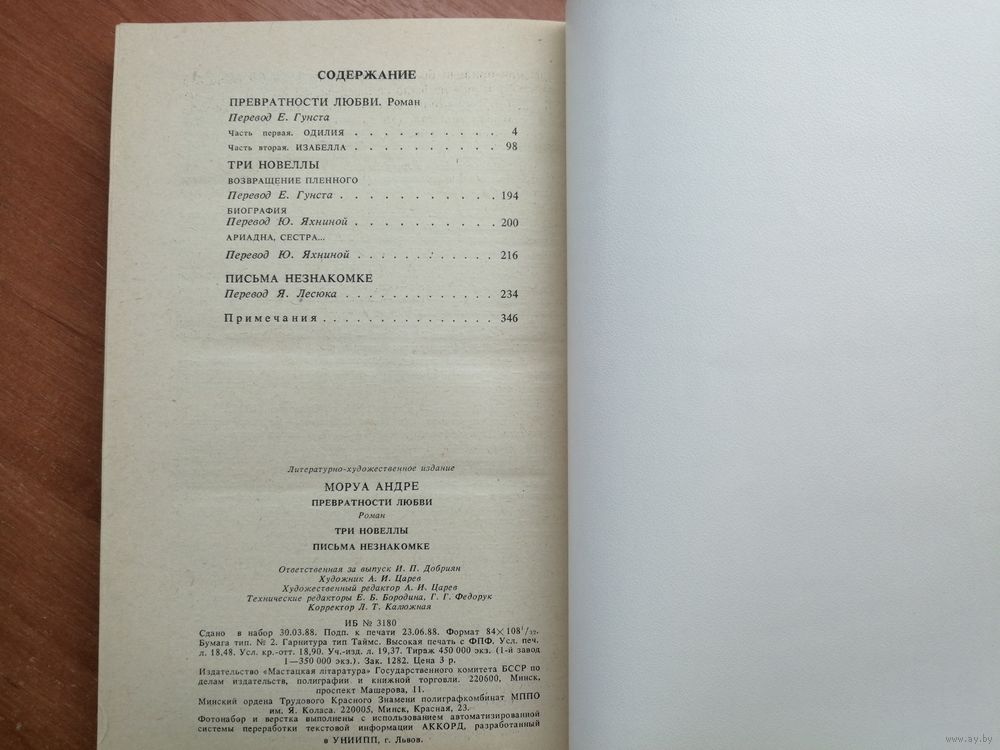 СОДЕРЖАНИЕ
ПРЕВРАТНОСТИ ЛЮБВИ. Роман
Перевод Е. Гунста
Часть первая. ОДИЛИЯ . . . . . . . . . . 4
Часть вторая. ИЗАБЕЛЛА . . . . . . . . . . 98
ТРИ НОВЕЛЛЫ
ВОЗВРАЩЕНИЕ ПЛЕННОГО
Перевод Е. Гунста . . . . . . . . . . . 194
БИОГРАФИЯ
Перевод Ю. Яхниной . . . . . . . . . . 200
АРИАДНА, СЕСТРА...
Перевод Ю. Яхниной . . . . . . . . . . 216
ПИСЬМА НЕЗНАКОМКЕ
Перевод Я. Лесюка . . . . . . . . . . . 234
Примечания . . . . . . . . . . . . . . . 346
Литературно-художественное издание
МОРУА АНДРЕ
ПРЕВРАТНОСТИ ЛЮБВИ
Роман
ТРИ НОВЕЛЛЫ
ПИСЬМА НЕЗНАКОМКЕ
Ответственная за выпуск И. П. Добриян
Художник А. И. Царев
Художественный редактор А. И. Царев
Технические редакторы Е. Б. Бородина, Г. Г. Федорук
Корректор Л. Т. Калюжная
ИБ № 3180
Сдано в набор 30.03.88. Подп. к печати 23.06.88. Формат 84×108¹/₃₂.
Бумага тип. № 2. Гарнитура тип Таймс. Высокая печать с ФПФ. Усл. печ.
л. 18,48. Усл. кр.-отт. 18,90. Уч.-изд. л. 19,37. Тираж 450 000 экз. (1-й завод
1—350 000 экз.). Зак. 1282. Цена 3 р.
Издательство «Мастацкая літаратура» Государственного комитета БССР по
делам издательств, полиграфии и книжной торговли. 220600, Минск,
проспект Машерова, 11.
Минский ордена Трудового Красного Знамени полиграфкомбинат МППО
им. Я. Коласа. 220005, Минск, Красная, 23.
Фотонабор и верстка выполнены с использованием автоматизированной
системы переработки текстовой информации АККОРД, разработанный
в УНИИПП, г. Львов.
www.ay.by